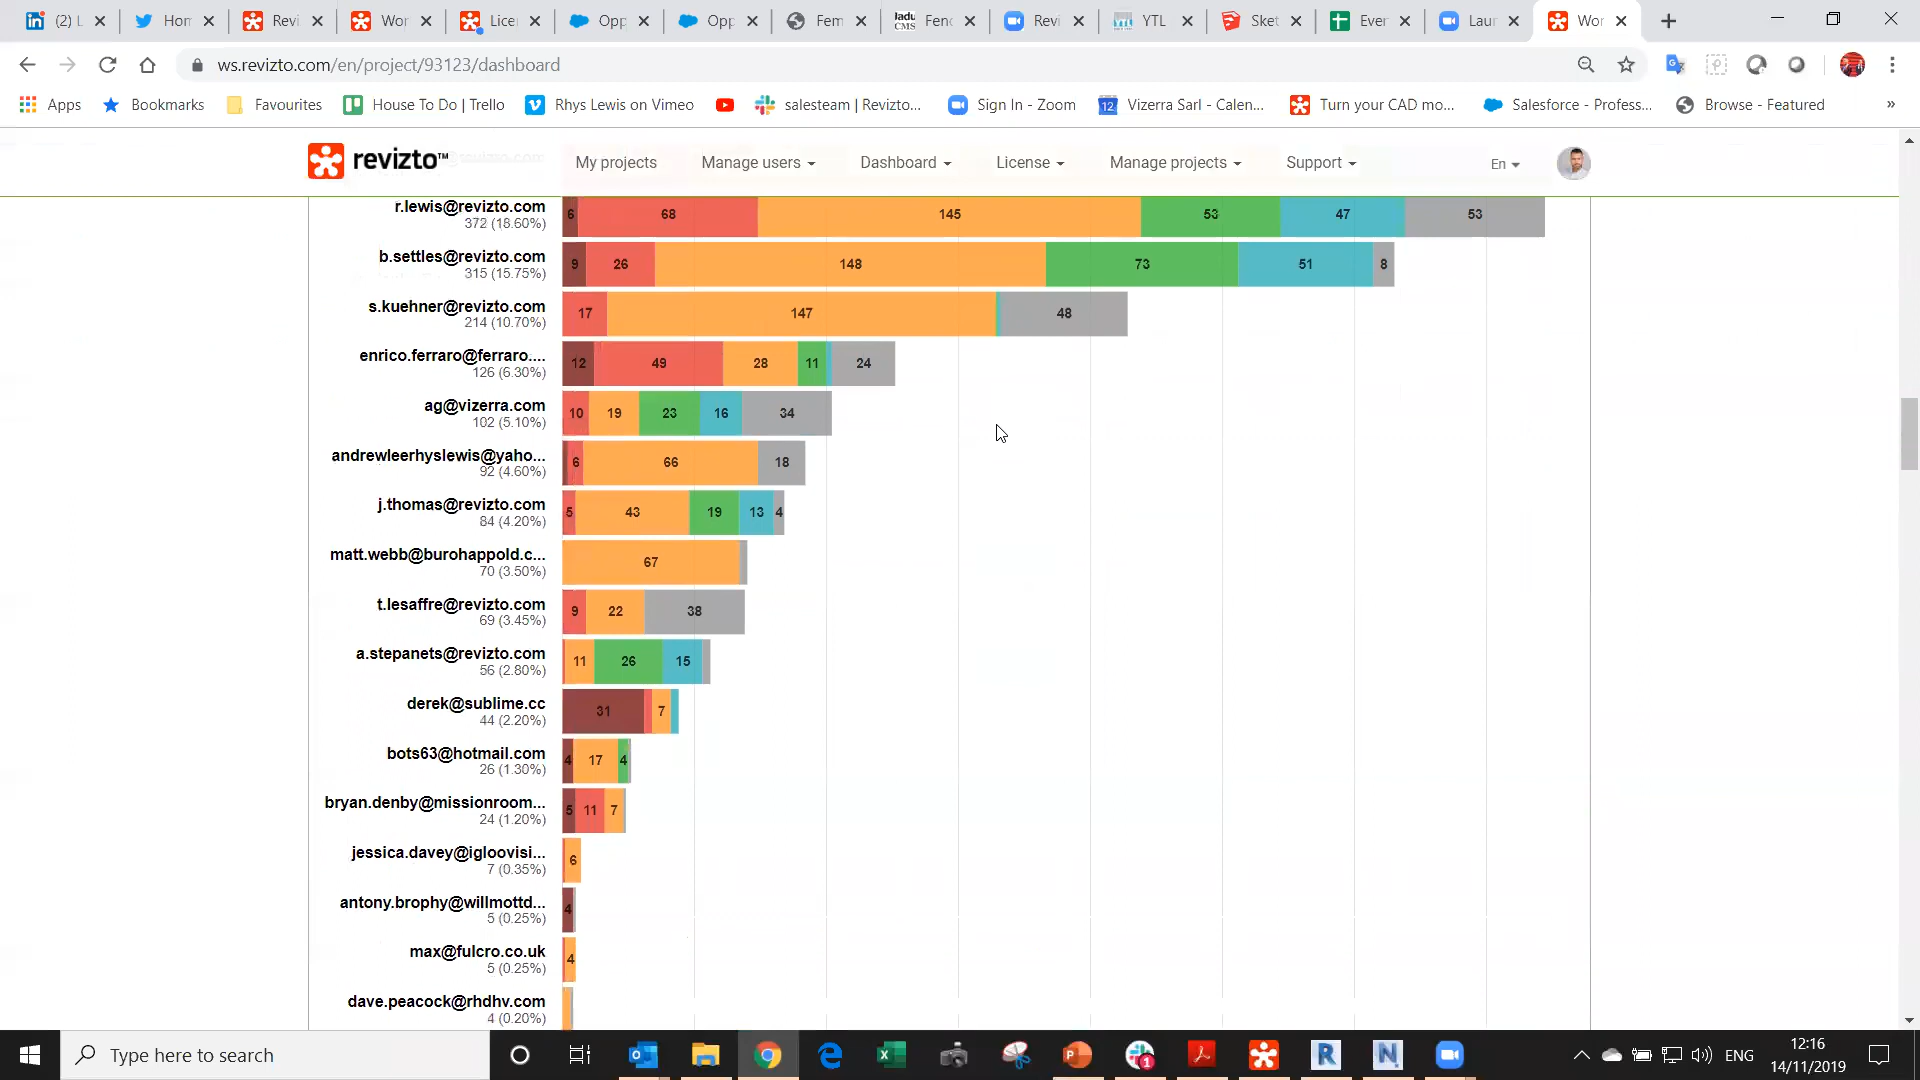 (2) L
Hom
Revi
Wor
Lice
Opp
Opp
Fem
ladu CMS
Fenc
Revi
YTL
Sket
Ever
Laun
Wor
ws.revizto.com/en/project/93123/dashboard
Apps
Bookmarks
Favourites
House To Do | Trello
Rhys Lewis on Vimeo
salesteam | Revizto...
Sign In - Zoom
12
Vizerra Sarl - Calen...
Turn your CAD mo...
Salesforce - Profess...
Browse - Featured
»
revizto™
My projects
Manage users
Dashboard
License
Manage projects
Support
En
r.lewis@revizto.com
372 (18.60%)
6 68 145 53 47 53
b.settles@revizto.com
315 (15.75%)
9 26 148 73 51 8
s.kuehner@revizto.com
214 (10.70%)
17 147 48
enrico.ferraro@ferraro....
126 (6.30%)
12 49 28 11 24
ag@vizerra.com
102 (5.10%)
10 19 23 16 34
andrewleerhyslewis@yaho...
92 (4.60%)
6 66 18
j.thomas@revizto.com
84 (4.20%)
5 43 19 13 4
matt.webb@burohappold.c...
70 (3.50%)
67
t.lesaffre@revizto.com
69 (3.45%)
9 22 38
a.stepanets@revizto.com
56 (2.80%)
11 26 15
derek@sublime.cc
44 (2.20%)
31 7
bots63@hotmail.com
26 (1.30%)
4 17 4
bryan.denby@missionroom...
24 (1.20%)
5 11 7
jessica.davey@igloovisi...
7 (0.35%)
6
antony.brophy@willmottd...
5 (0.25%)
4
max@fulcro.co.uk
5 (0.25%)
4
dave.peacock@rhdhv.com
4 (0.20%)
Type here to search
1
ENG
12:16
14/11/2019